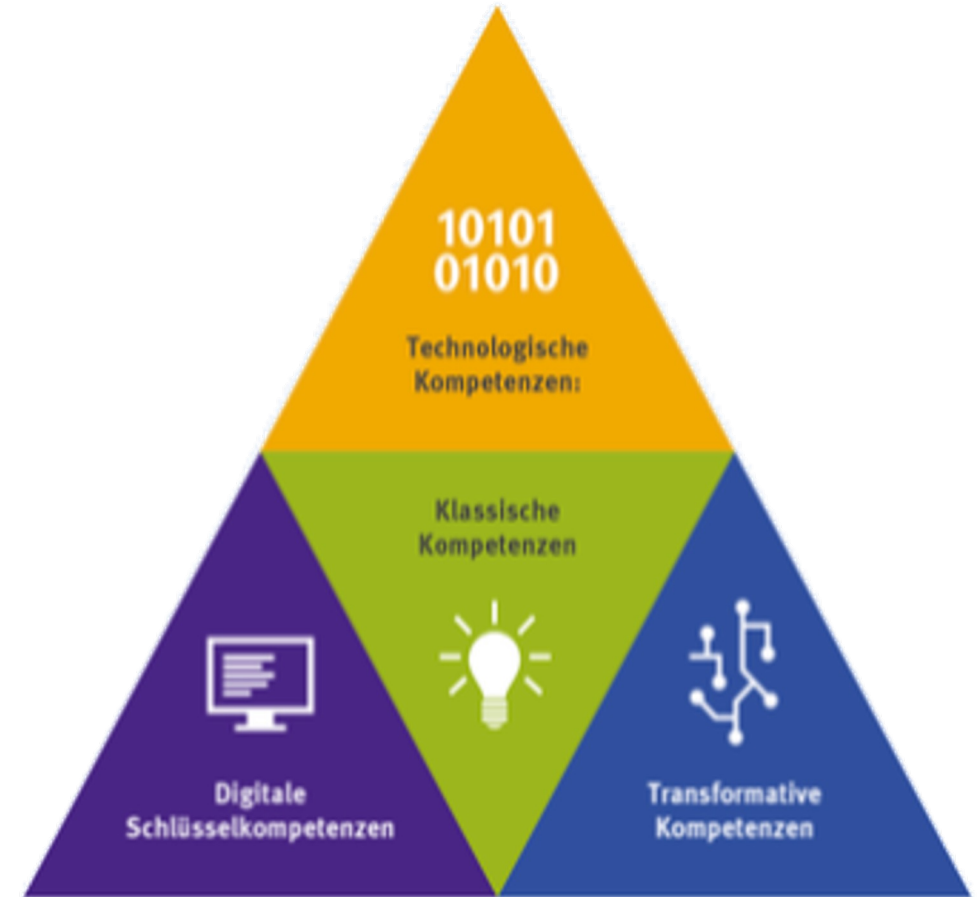 10101
01010
Technologische
Kompetenzen:
Klassische
Kompetenzen
Digitale
Schlüsselkompetenzen
Transformative
Kompetenzen